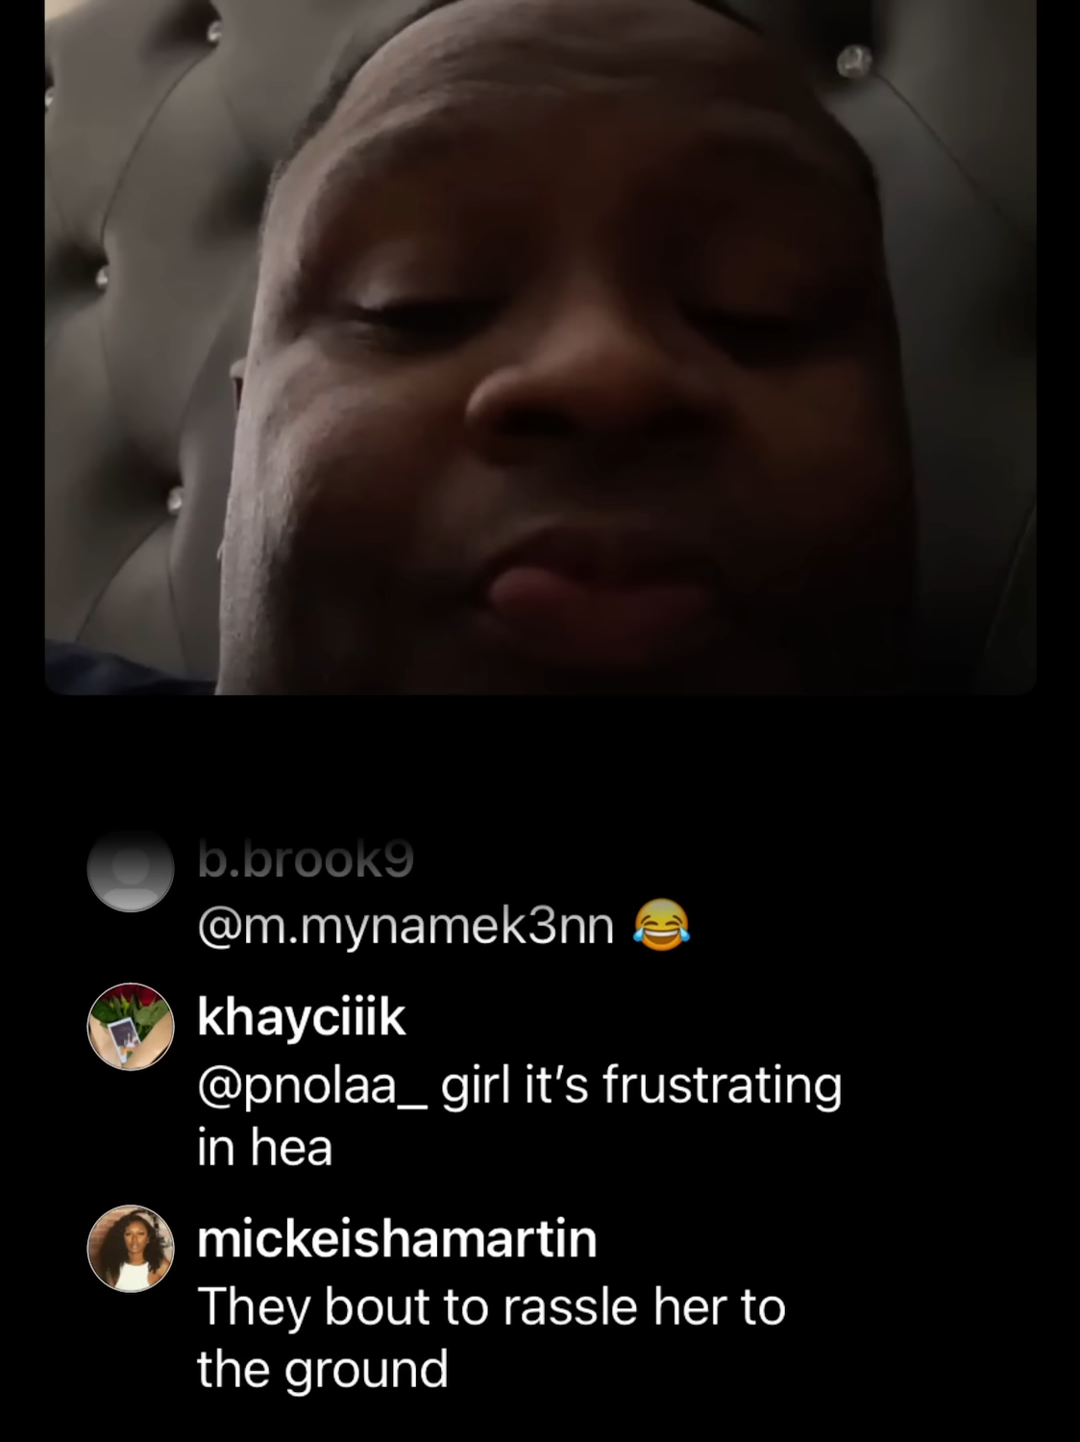 b.brook9
@m.mynamek3nn 😂
khayciiik
@pnolaa_ girl it’s frustrating
in hea
mickeishamartin
They bout to rassle her to
the ground